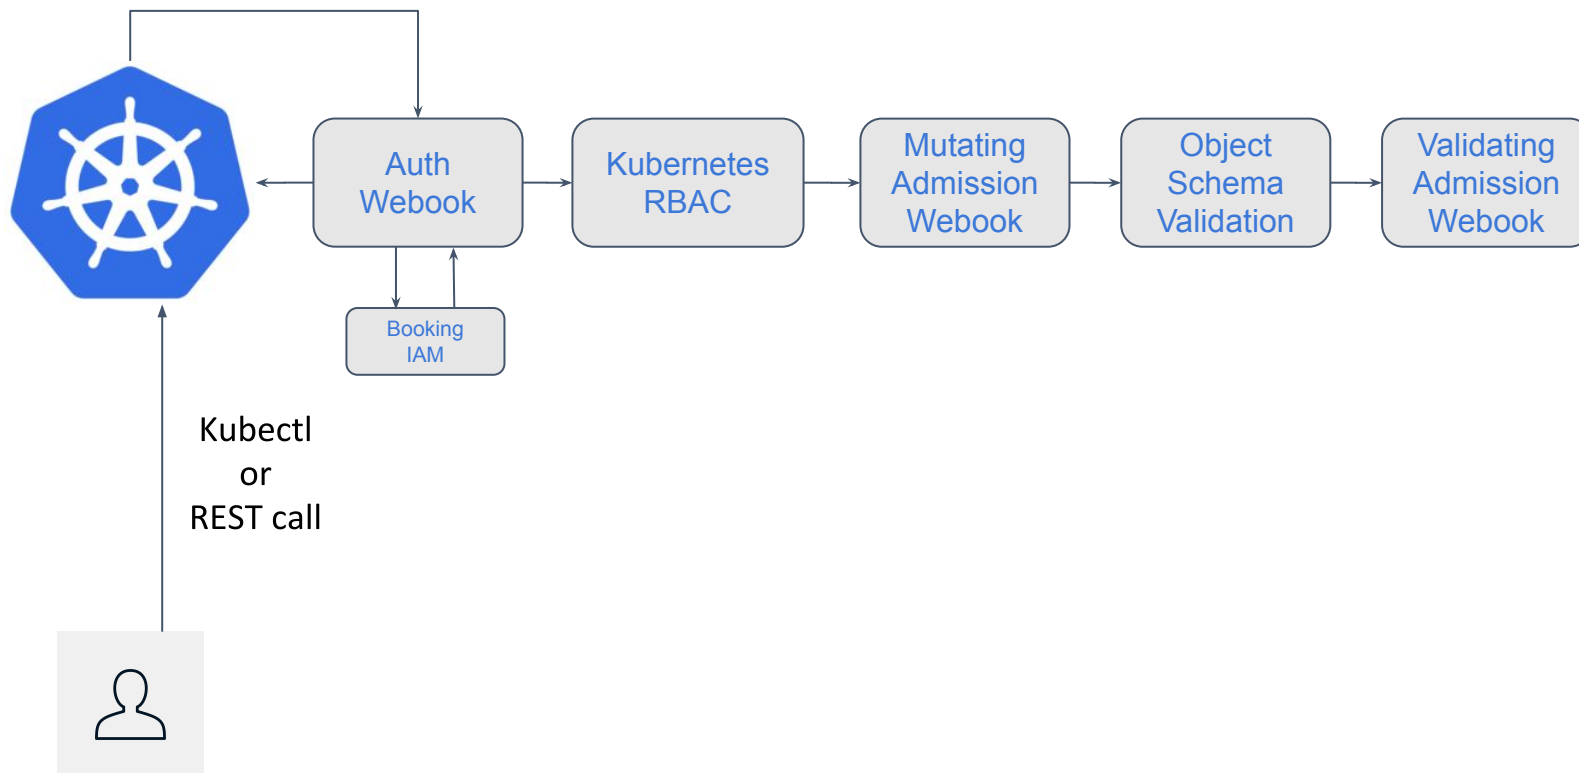 Auth
Webook
Kubernetes
RBAC
Mutating
Admission
Webook
Object
Schema
Validation
Validating
Admission
Webook
Booking
IAM
Kubectl
or
REST call